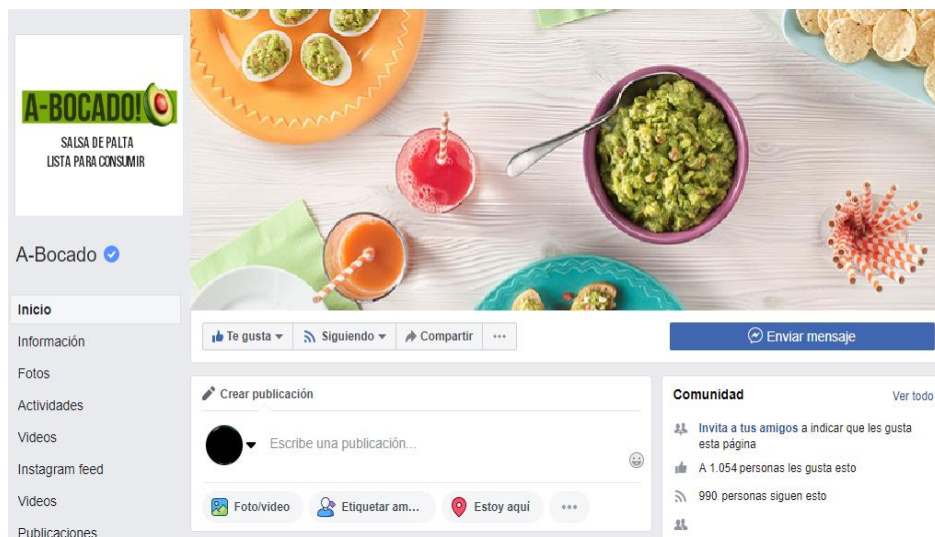 A-BOCADO!
SALSA DE PALTA
LISTA PARA CONSUMIR
A-Bocado
Inicio
Información
Fotos
Actividades
Videos
Instagram feed
Videos
Publicaciones
Te gusta
Siguiendo
Compartir
Enviar mensaje
Crear publicación
Escribe una publicación...
Foto/video
Etiquetar am...
Estoy aquí
Comunidad
Ver todo
Invita a tus amigos a indicar que les gusta
esta página
A 1.054 personas les gusta esto
990 personas siguen esto